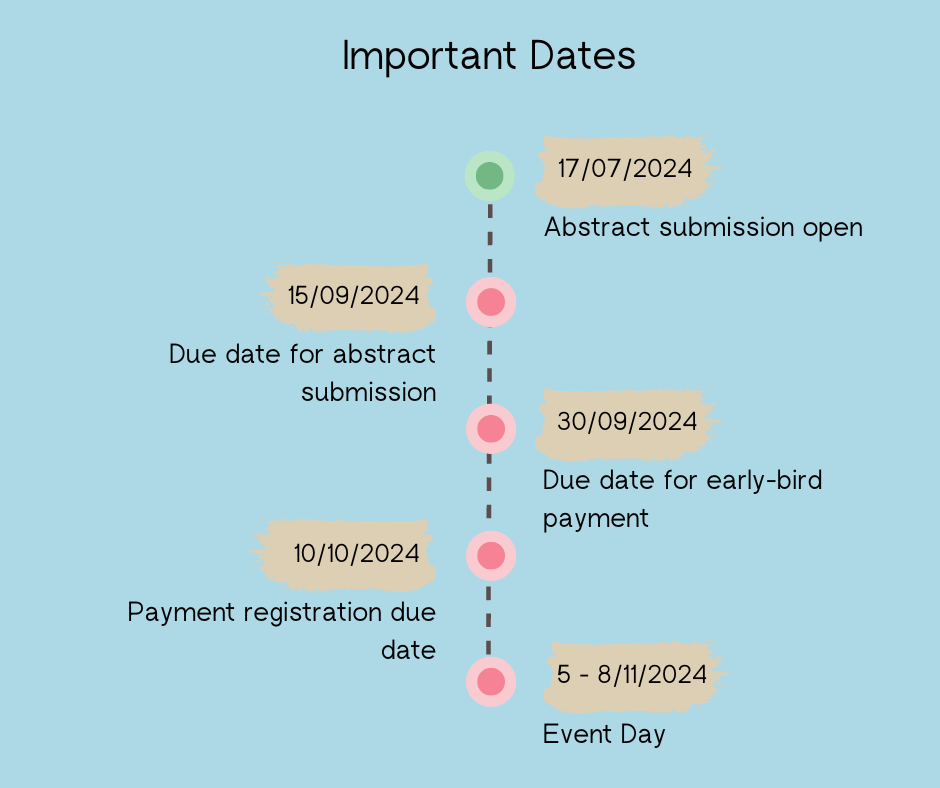 Important Dates
17/07/2024
Abstract submission open
15/09/2024
Due date for abstract
submission
30/09/2024
Due date for early-bird
payment
10/10/2024
Payment registration due
date
5 - 8/11/2024
Event Day